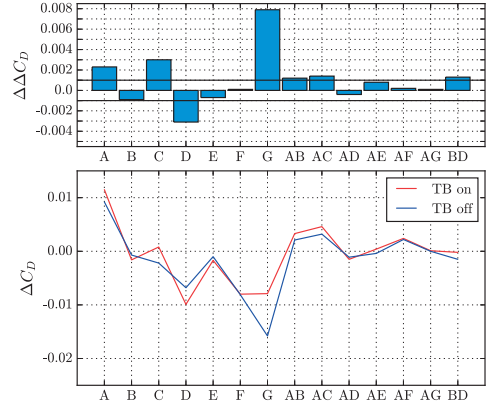 0.008
0.006
0.004
0.002
0.0
-0.002
-0.004
ΔΔC_D
A B C D E F G AB AC AD AE AF AG BD
TB on
TB off
0.01
0.00
-0.01
-0.02
ΔC_D
A B C D E F G AB AC AD AE AF AG BD